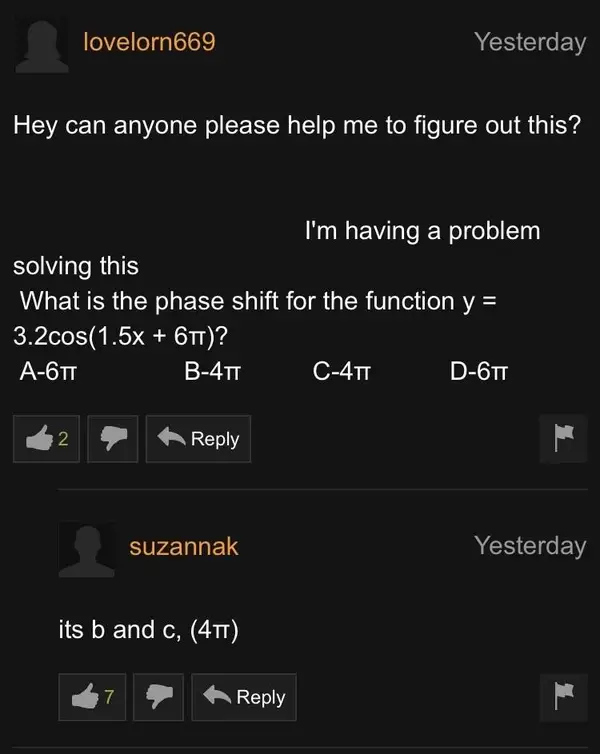 lovelorn669 Yesterday
Hey can anyone please help me to figure out this?
I'm having a problem
solving this
What is the phase shift for the function y =
3.2cos(1.5x + 6π)?
A-6π B-4π C-4π D-6π
2 Reply
suzannak Yesterday
its b and c, (4π)
7 Reply